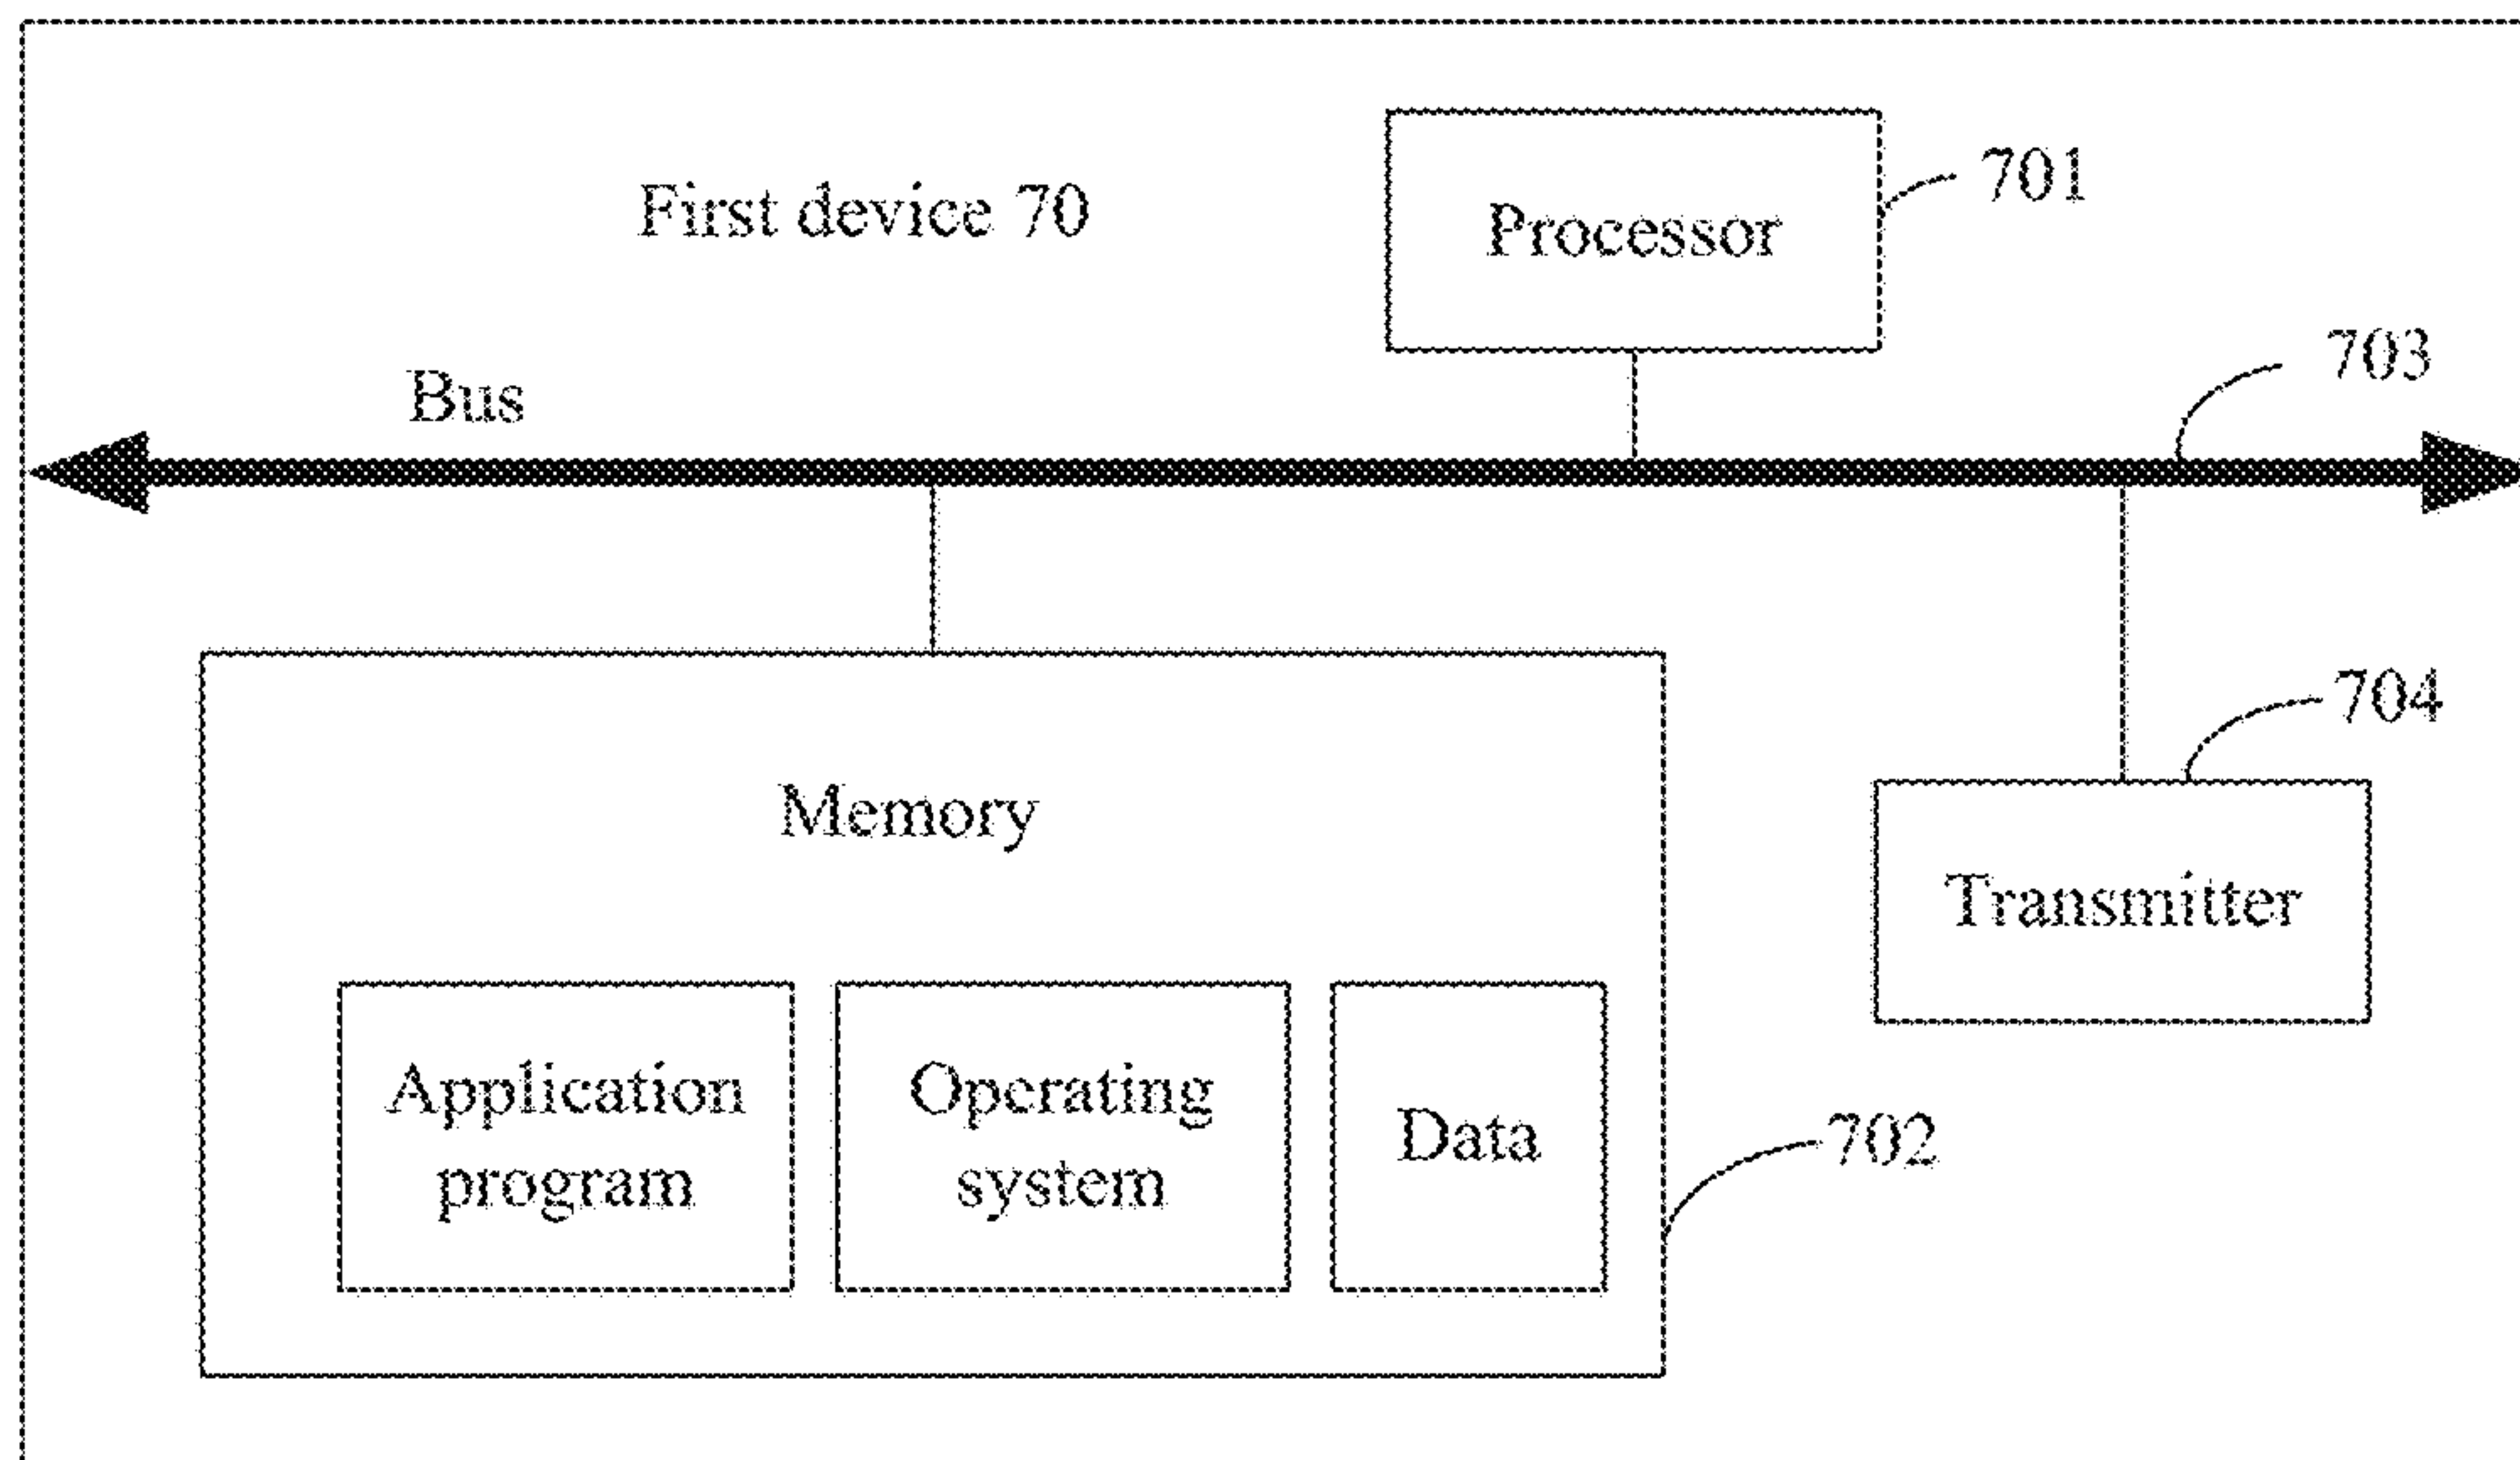 First device 70
Processor
701
Bus
703
Memory
704
Transmitter
Application
program
Operating
system
Data
702